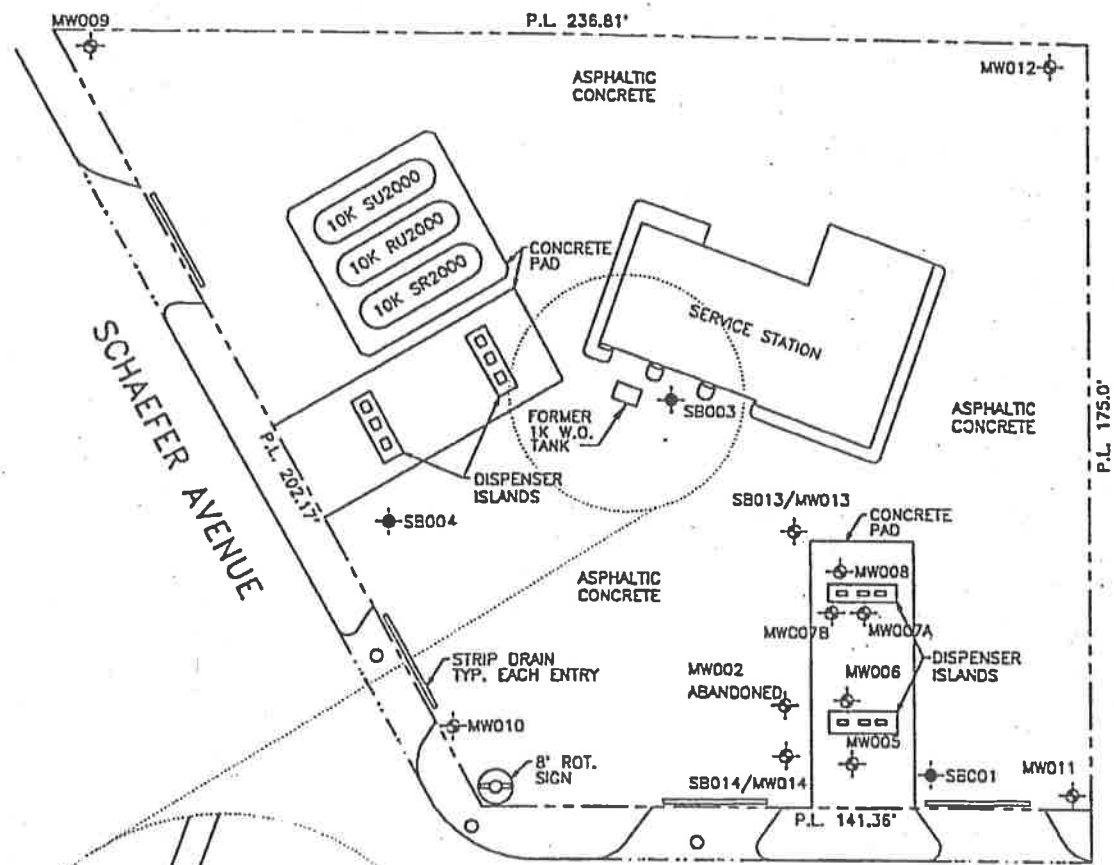 MW009
P.L. 236.81'
MW012
ASPHALTIC
CONCRETE
10K SU2000
10K RU2000
10K SR2000
CONCRETE
PAD
SERVICE STATION
SCHAEFER AVENUE
P.L. 202.17'
FORMER
1K W.O.
TANK
SB003
ASPHALTIC
CONCRETE
P.L. 175.0'
DISPENSER
ISLANDS
SB004
SB013/MW013
CONCRETE
PAD
ASPHALTIC
CONCRETE
MW008
MW007B
MW007A
STRIP DRAIN
TYP. EACH ENTRY
MW002
ABANDONED
MW006
DISPENSER
ISLANDS
MW010
MW005
8' ROT.
SIGN
SB014/MW014
SB001
MW011
P.L. 141.36'